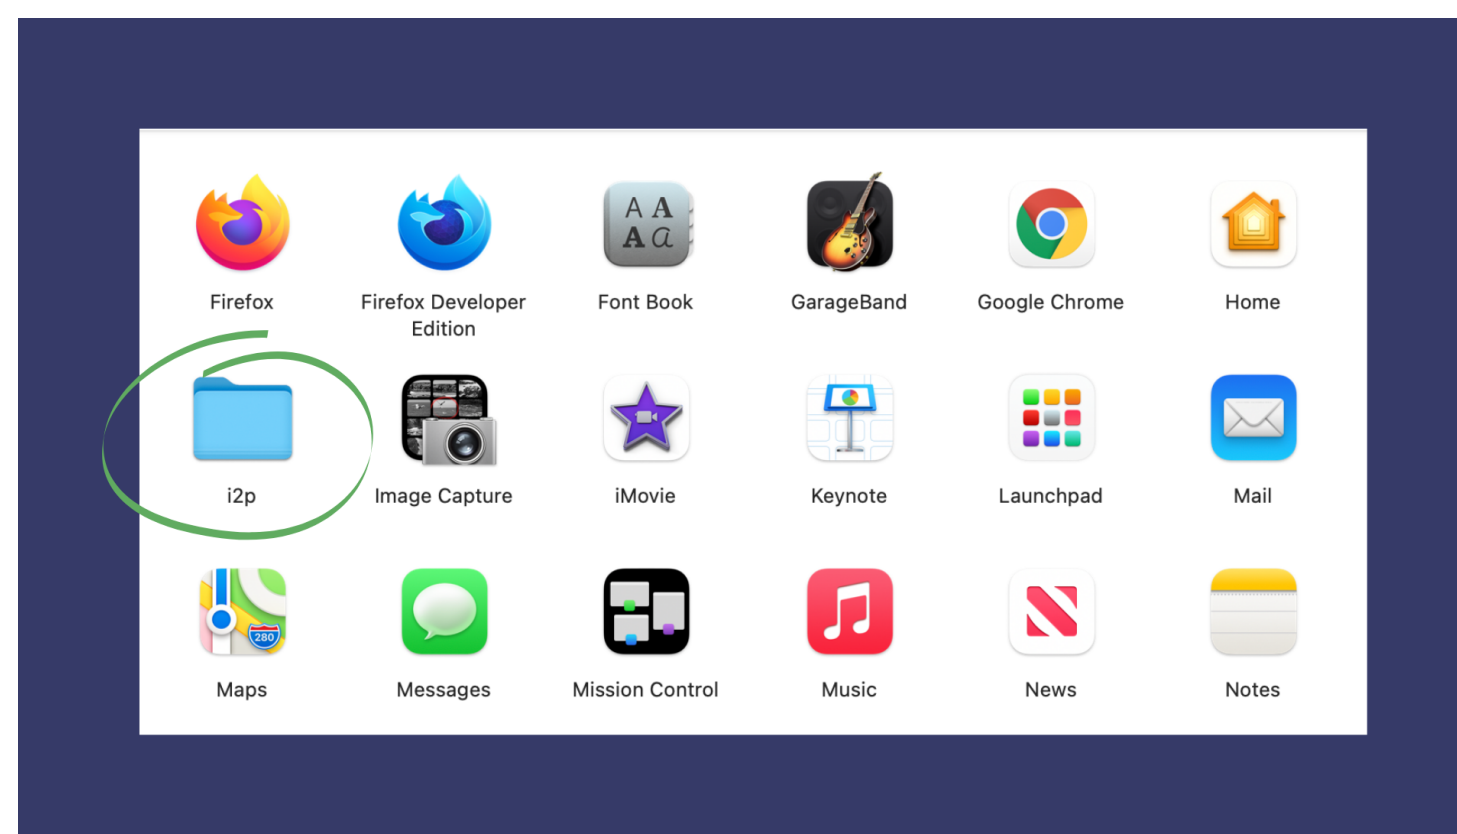 A A
A a
Firefox
Firefox Developer
Edition
Font Book
GarageBand
Google Chrome
Home
i2p
Image Capture
iMovie
Keynote
Launchpad
Mail
280
Maps
Messages
Mission Control
Music
News
Notes